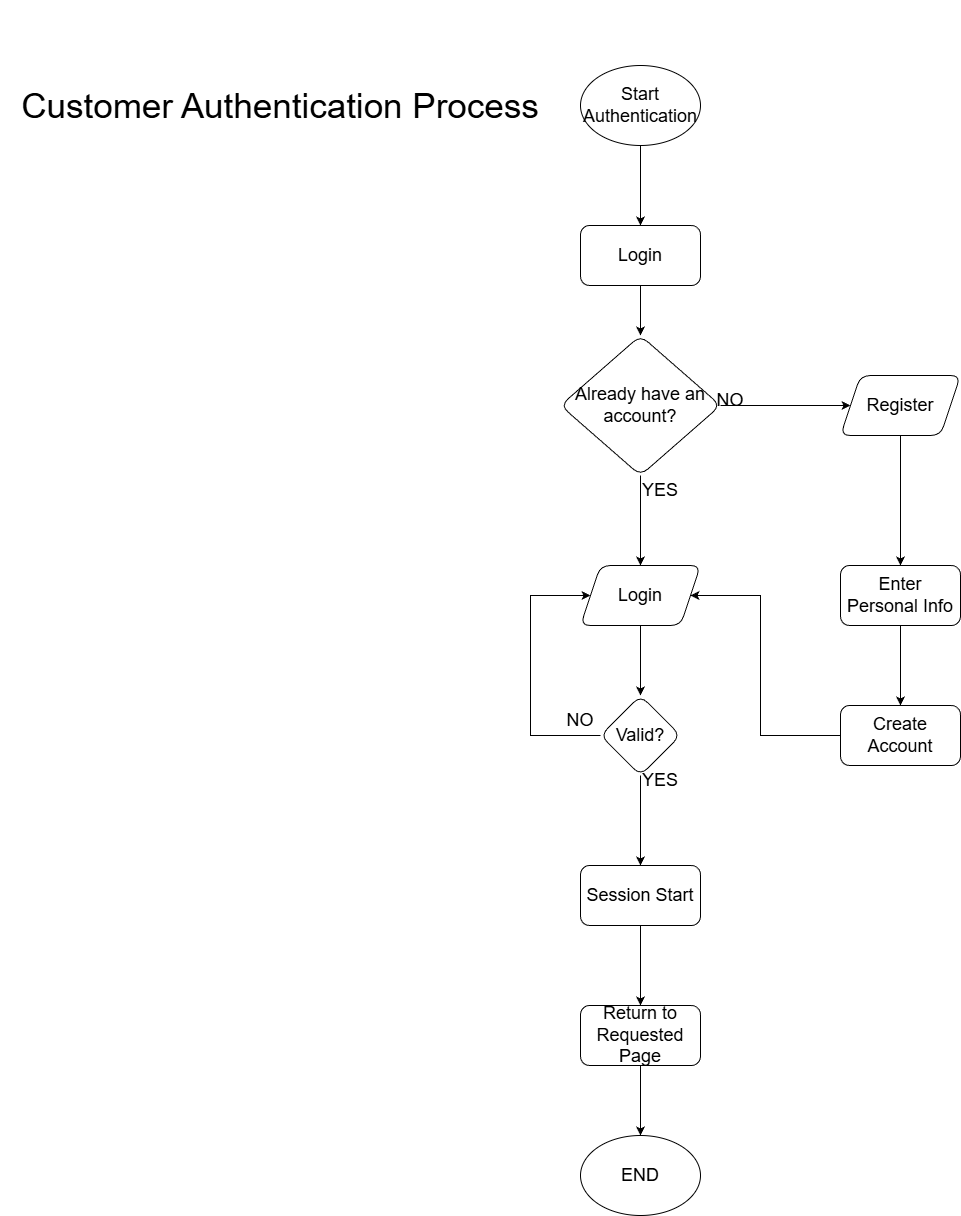 Customer Authentication Process
Start
Authentication
Login
Already have an
account?
NO
Register
YES
Login
Enter
Personal Info
NO
Valid?
Create
Account
YES
Session Start
Return to
Requested
Page
END